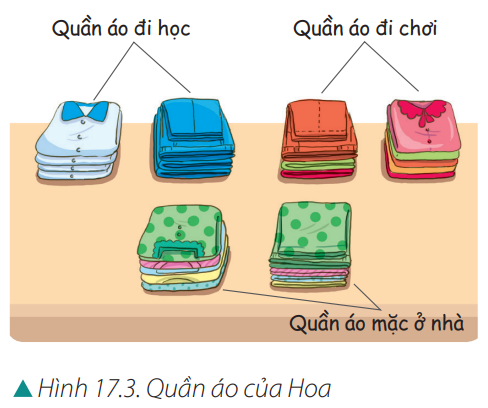 Quần áo đi học
Quần áo đi chơi
Quần áo mặc ở nhà
Hình 17.3. Quần áo của Hoa